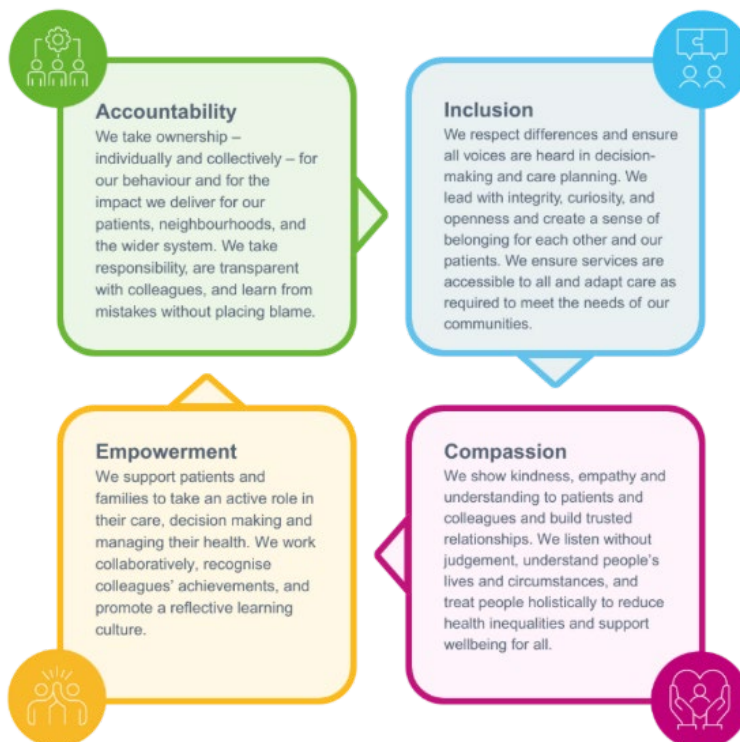 Accountability
We take ownership –
individually and collectively – for
our behaviour and for the
impact we deliver for our
patients, neighbourhoods, and
the wider system. We take
responsibility, are transparent
with colleagues, and learn from
mistakes without placing blame.
Inclusion
We respect differences and ensure
all voices are heard in decision-
making and care planning. We
lead with integrity, curiosity, and
openness and create a sense of
belonging for each other and our
patients. We ensure services are
accessible to all and adapt care as
required to meet the needs of our
communities.
Empowerment
We support patients and
families to take an active role in
their care, decision making and
managing their health. We work
collaboratively, recognise
colleagues’ achievements, and
promote a reflective learning
culture.
Compassion
We show kindness, empathy and
understanding to patients and
colleagues and build trusted
relationships. We listen without
judgement, understand people’s
lives and circumstances, and
treat people holistically to reduce
health inequalities and support
wellbeing for all.